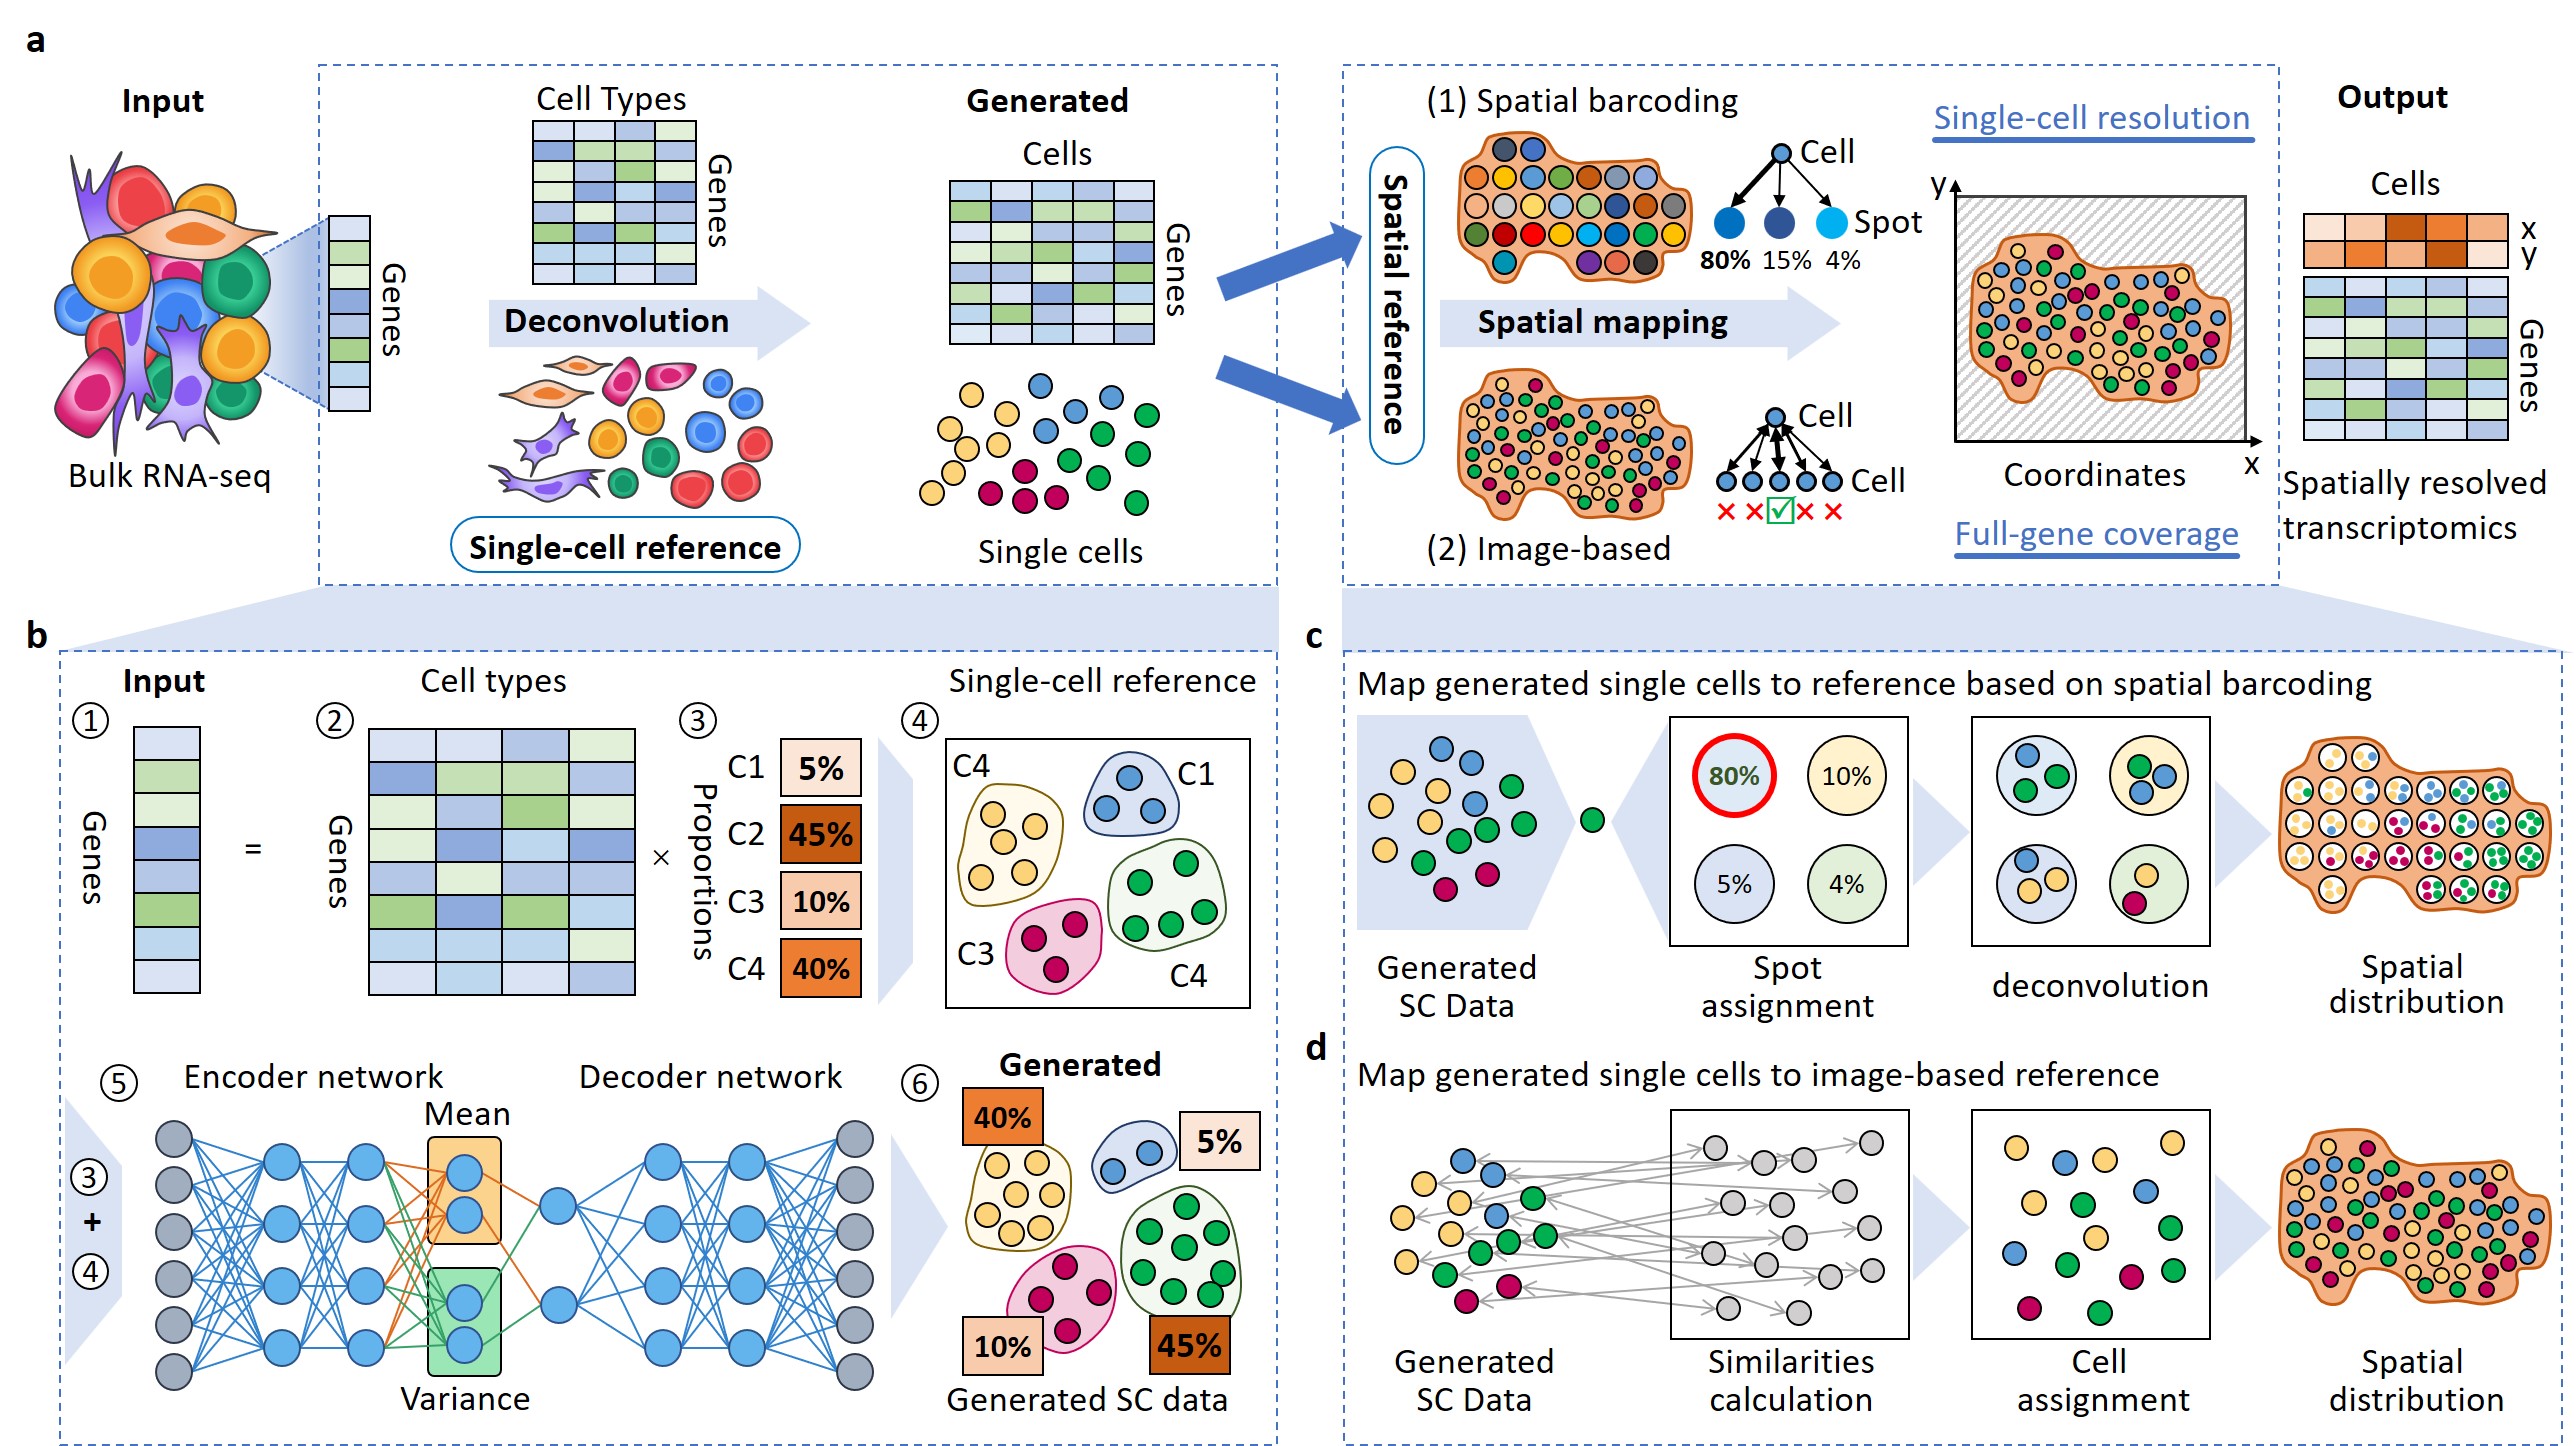 a
Input
Bulk RNA-seq
Genes
Cell Types
Genes
Deconvolution
Single-cell reference
Generated
Cells
Genes
Single cells
Spatial reference
(1) Spatial barcoding
Cell
Spot
80% 15% 4%
Spatial mapping
Cell
Cell
(2) Image-based
Single-cell resolution
y
x
Coordinates
Full-gene coverage
Output
Cells
x
y
Genes
Spatially resolved
transcriptomics
b
Input
1
Genes
=
Cell types
2
Genes
×
3
Proportions
C1 5%
C2 45%
C3 10%
C4 40%
Single-cell reference
4
C4
C1
C3
C4
3
+
4
5
Encoder network
Decoder network
Mean
Variance
6
Generated
40%
5%
10%
45%
Generated SC data
c
Map generated single cells to reference based on spatial barcoding
80%
10%
5%
4%
Generated
SC Data
Spot
assignment
deconvolution
Spatial
distribution
d
Map generated single cells to image-based reference
Generated
SC Data
Similarities
calculation
Cell
assignment
Spatial
distribution